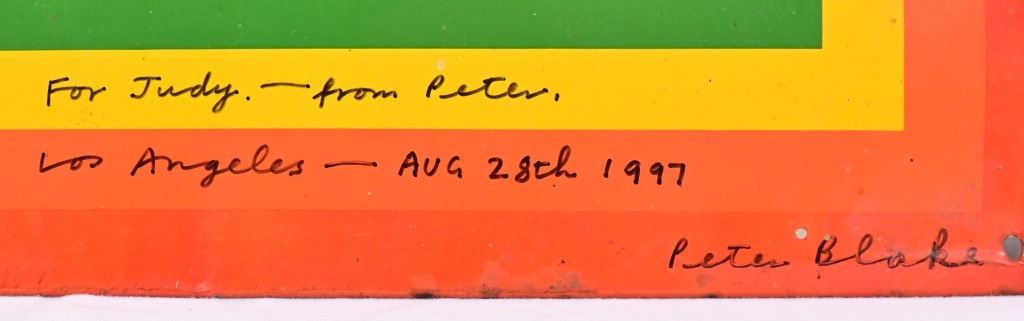 For Judy. — from Peter.
Los Angeles — AUG 28th 1997
Peter Blake